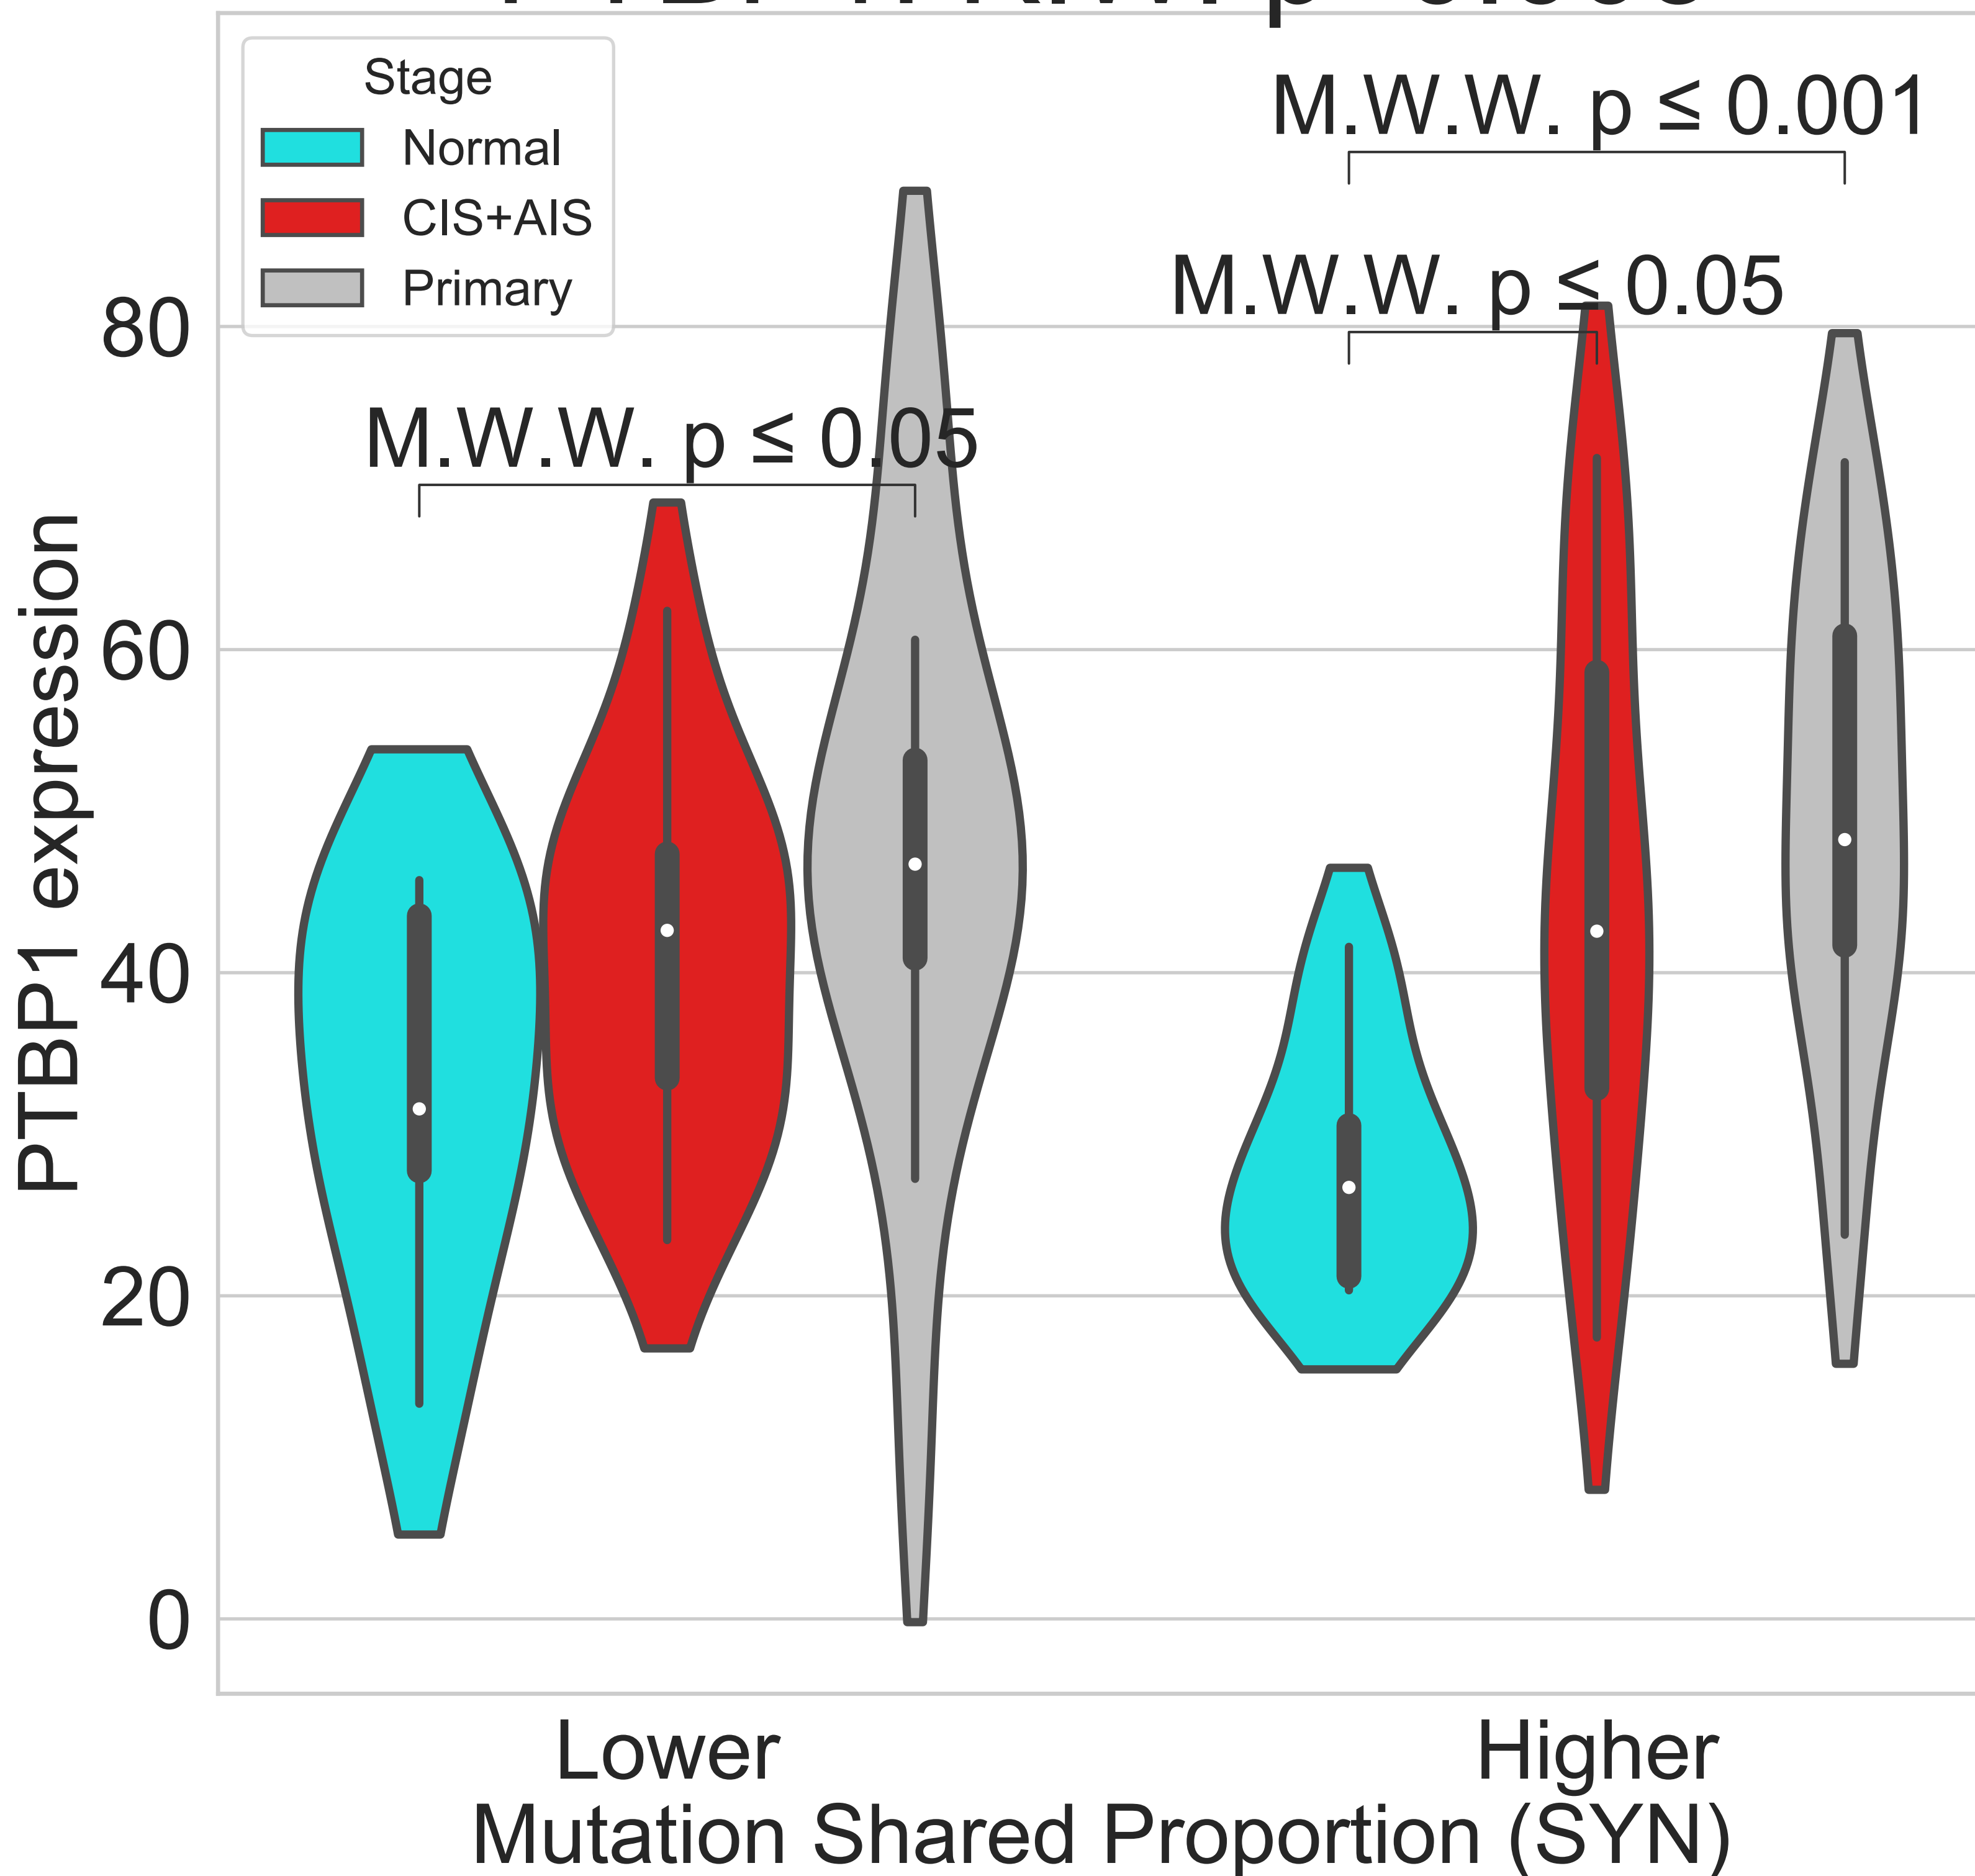 Stage
Normal
CIS+AIS
Primary
M.W.W. p ≤ 0.001
M.W.W. p ≤ 0.05
M.W.W. p ≤ 0.05
80
60
40
20
0
PTBP1 expression
Lower
Higher
Mutation Shared Proportion (SYN)